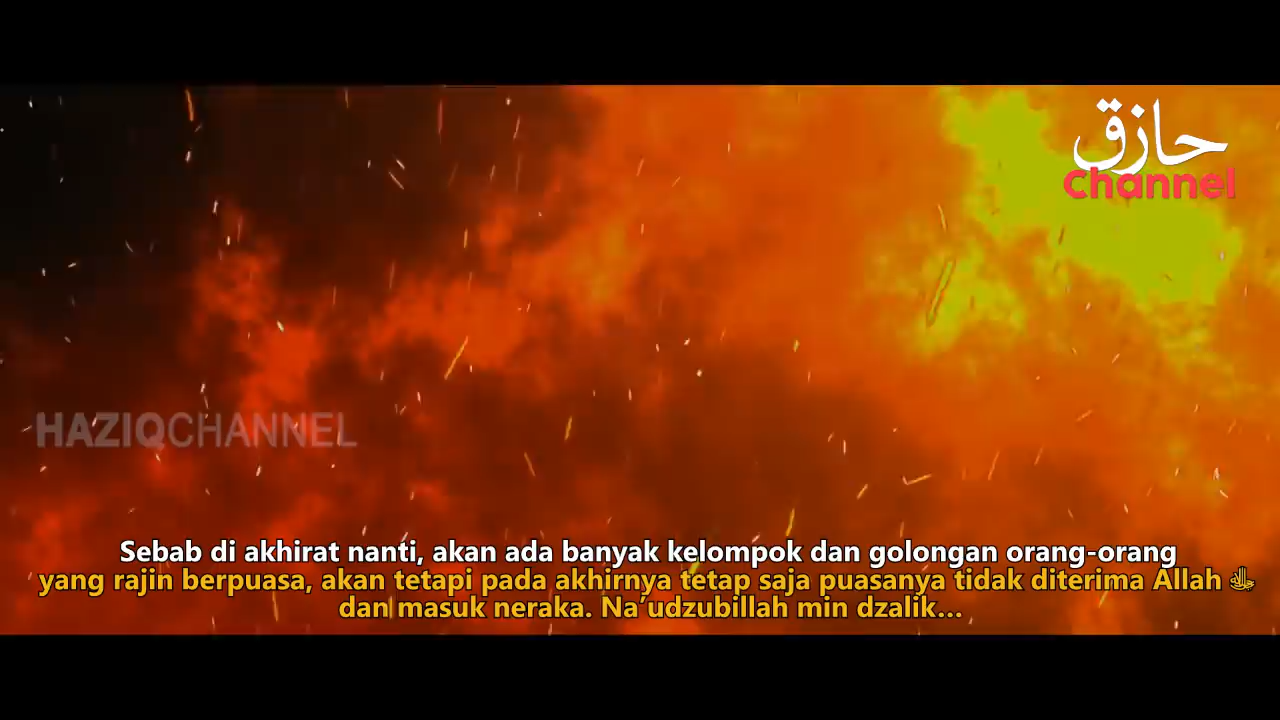 حازق
Channel
HAZIQCHANNEL
Sebab di akhirat nanti, akan ada banyak kelompok dan golongan orang-orang
yang rajin berpuasa, akan tetapi pada akhirnya tetap saja puasanya tidak diterima Allah ﷻ
dan masuk neraka. Na'udzubillah min dzalik...